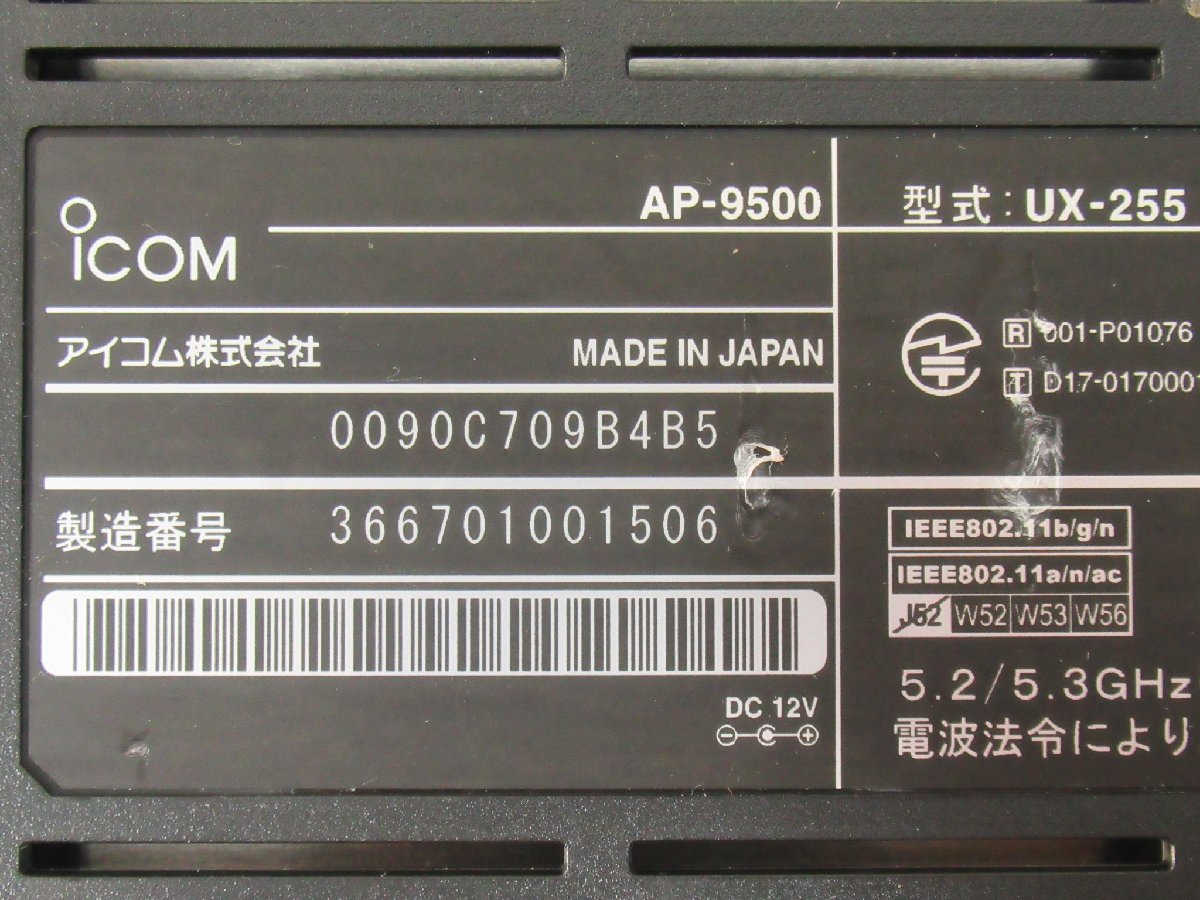 ICOM
AP-9500
アイコム株式会社
MADE IN JAPAN
0090C709B4B5
製造番号 366701001506
DC 12V
型式：UX-255
R 001-P01076
T D17-0170001
IEEE802.11b/g/n
IEEE802.11a/n/ac
J52 W52 W53 W56
5.2/5.3GHz
電波法令により